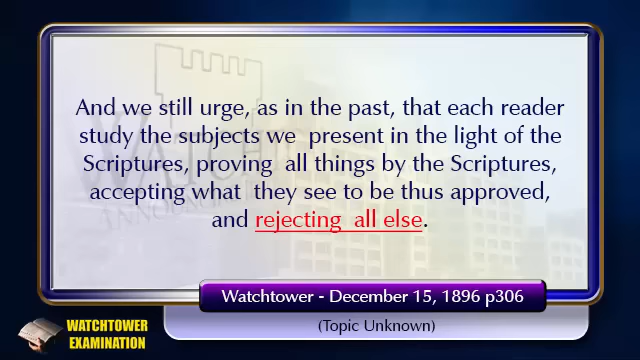 And we still urge, as in the past, that each reader
study the subjects we present in the light of the
Scriptures, proving all things by the Scriptures,
accepting what they see to be thus approved,
and rejecting all else.
Watchtower - December 15, 1896 p306
(Topic Unknown)
WATCHTOWER
EXAMINATION